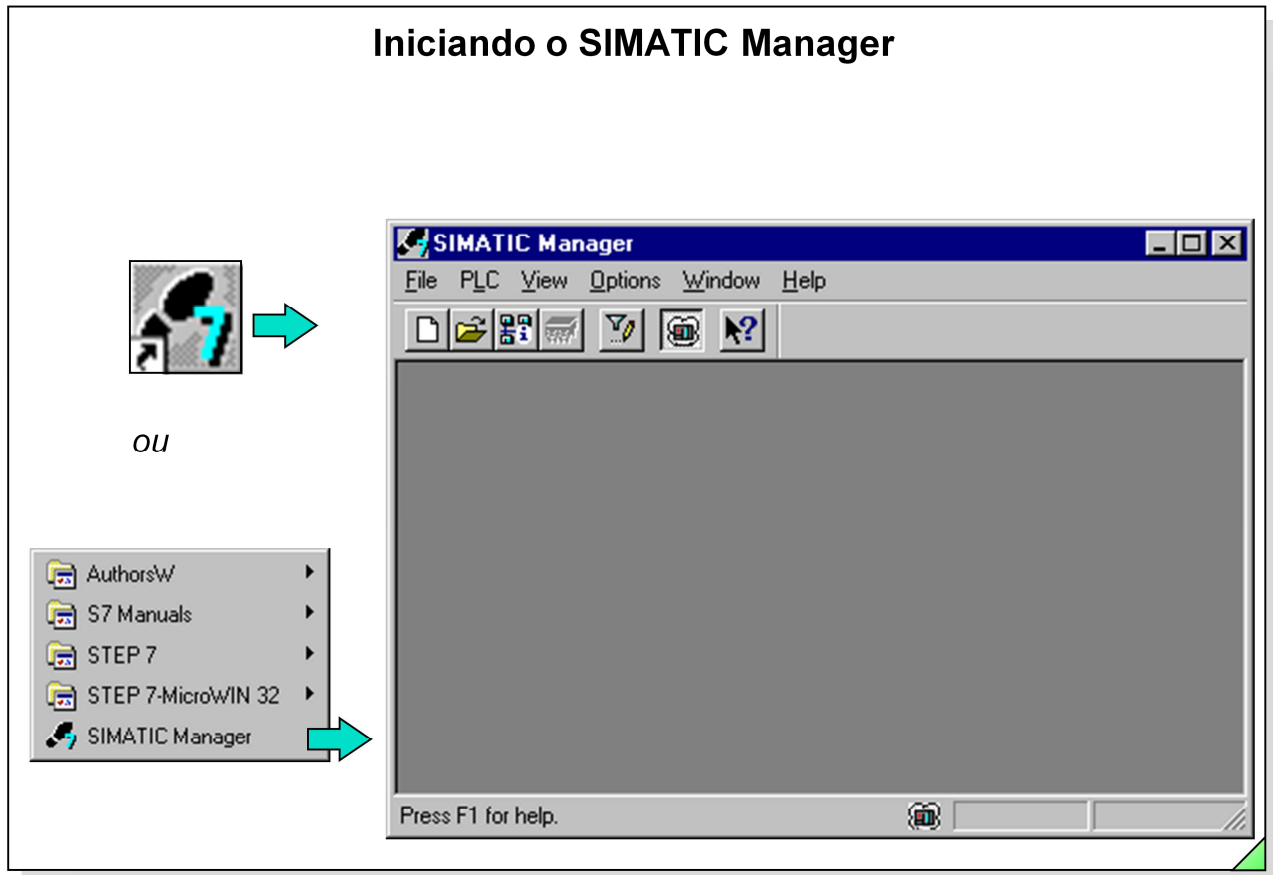 Iniciando o SIMATIC Manager
SIMATIC Manager
File PLC View Options Window Help
7
ou
AuthorsW
S7 Manuals
STEP 7
STEP 7-MicroWIN 32
SIMATIC Manager
Press F1 for help.